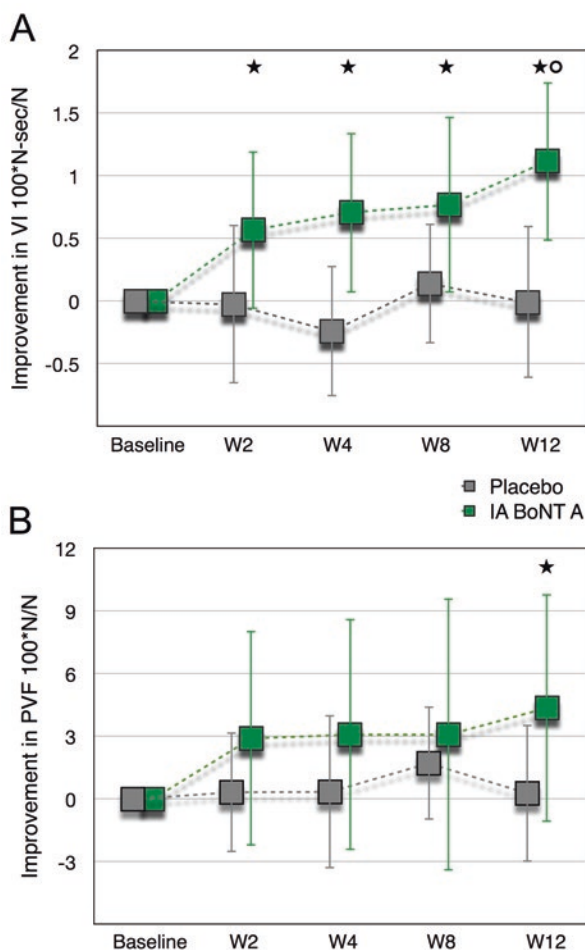 A
Improvement in VI 100*N-sec/N
2
1.5
1
0.5
0
-0.5
Baseline W2 W4 W8 W12
Placebo
IA BoNT A
B
Improvement in PVF 100*N/N
12
9
6
3
0
-3
Baseline W2 W4 W8 W12